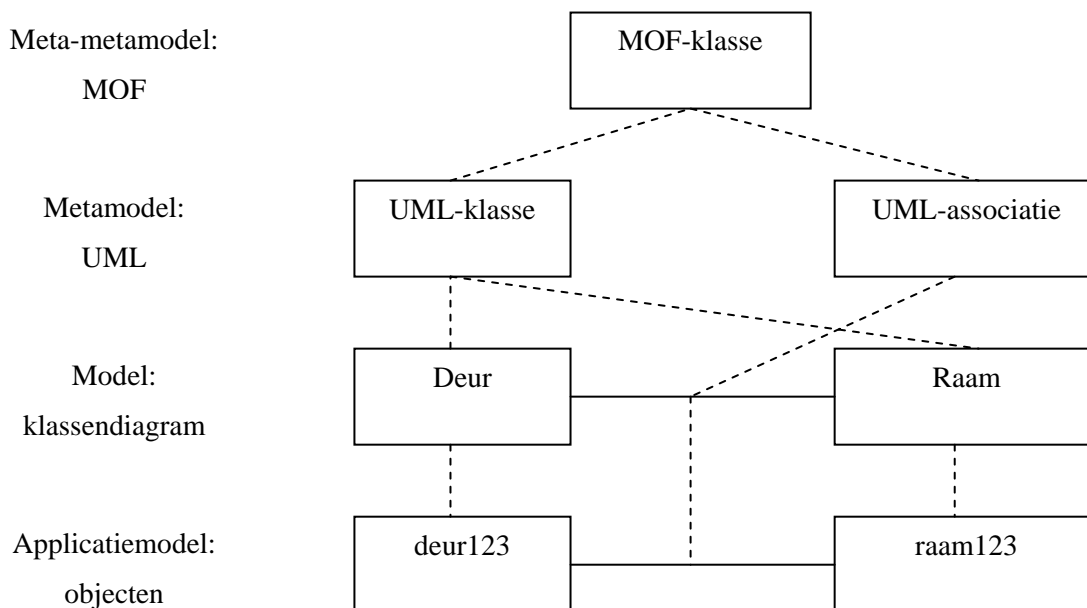 Meta-metamodel:
MOF
MOF-klasse
Metamodel:
UML
UML-klasse
UML-associatie
Model:
klassendiagram
Deur
Raam
Applicatiemodel:
objecten
deur123
raam123